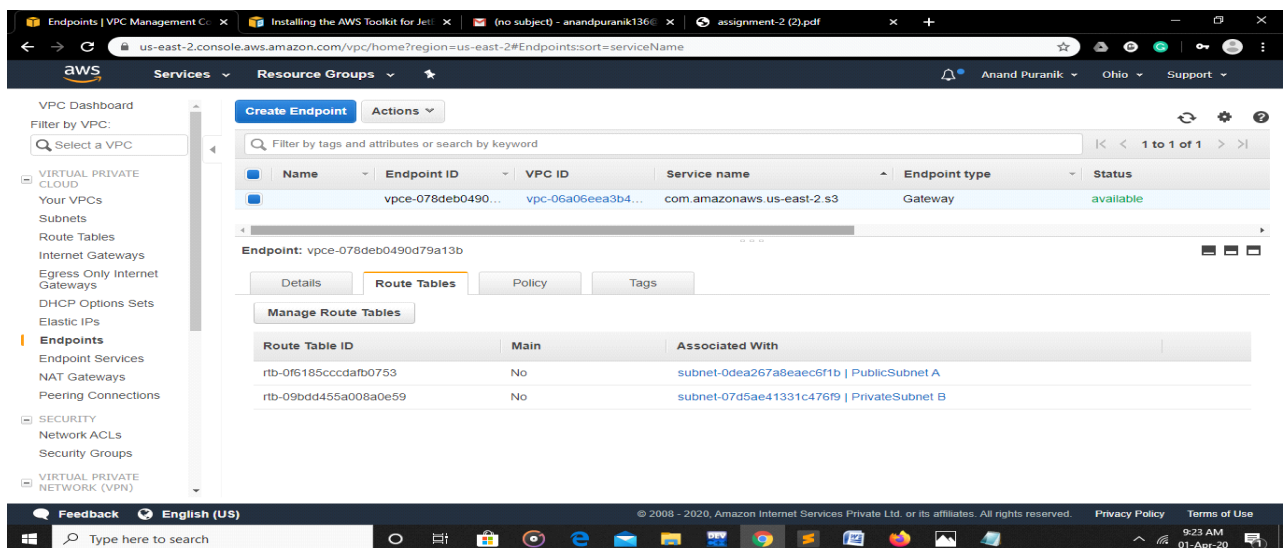 Endpoints | VPC Management Co
Installing the AWS Toolkit for Jetl
(no subject) - anandpuranik136@
assignment-2 (2).pdf
us-east-2.console.aws.amazon.com/vpc/home?region=us-east-2#Endpoints:sort=serviceName
aws Services Resource Groups Anand Puranik Ohio Support
VPC Dashboard
Filter by VPC:
Select a VPC
VIRTUAL PRIVATE
CLOUD
Your VPCs
Subnets
Route Tables
Internet Gateways
Egress Only Internet
Gateways
DHCP Options Sets
Elastic IPs
Endpoints
Endpoint Services
NAT Gateways
Peering Connections
SECURITY
Network ACLs
Security Groups
VIRTUAL PRIVATE
NETWORK (VPN)
Create Endpoint Actions
Filter by tags and attributes or search by keyword
1 to 1 of 1
Name Endpoint ID VPC ID Service name Endpoint type Status
vpce-078deb0490... vpc-06a06eea3b4... com.amazonaws.us-east-2.s3 Gateway available
Endpoint: vpce-078deb0490d79a13b
Details Route Tables Policy Tags
Manage Route Tables
Route Table ID Main Associated With
rtb-0f6185cccdafb0753 No subnet-0dea267a8eaec6f1b | PublicSubnet A
rtb-09bdd455a008a0e59 No subnet-07d5ae41331c476f9 | PrivateSubnet B
Feedback English (US) © 2008 - 2020, Amazon Internet Services Private Ltd. or its affiliates. All rights reserved. Privacy Policy Terms of Use
Type here to search
DEV
9:23 AM
01-Apr-20